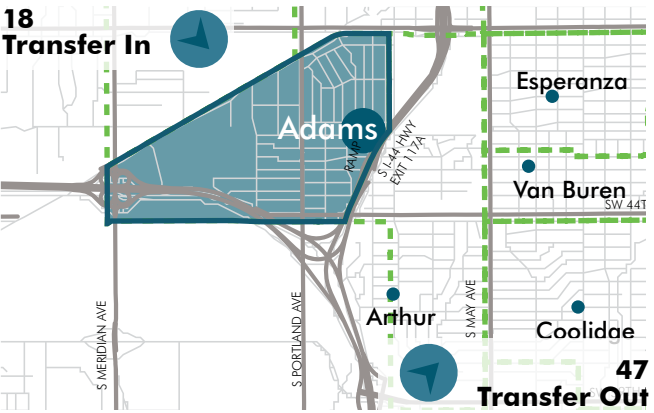 18
Transfer In
Esperanza
Adams
RAMP
S I-44 HWY
EXIT 117A
Van Buren
SW 44T
S MERIDIAN AVE
S PORTLAND AVE
S MAY AVE
Arthur
Coolidge
47
Transfer Out